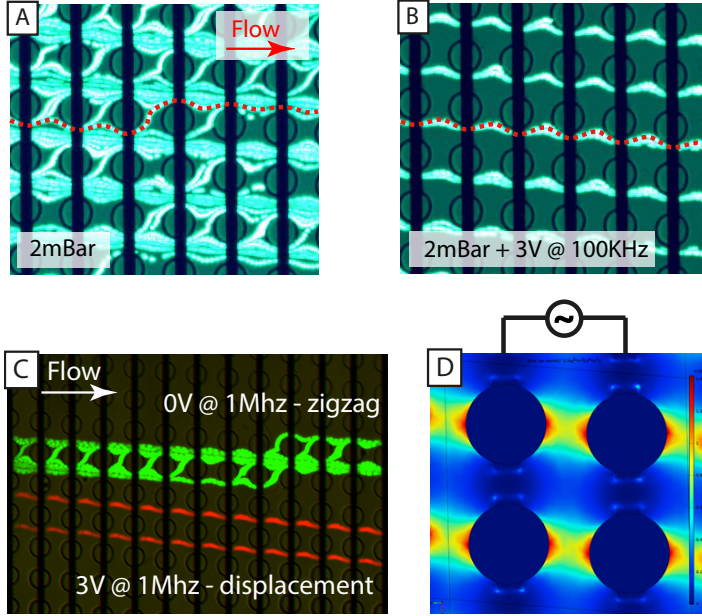 A
Flow
2mBar
B
2mBar + 3V @ 100KHz
C
Flow
0V @ 1Mhz - zigzag
3V @ 1Mhz - displacement
D
~